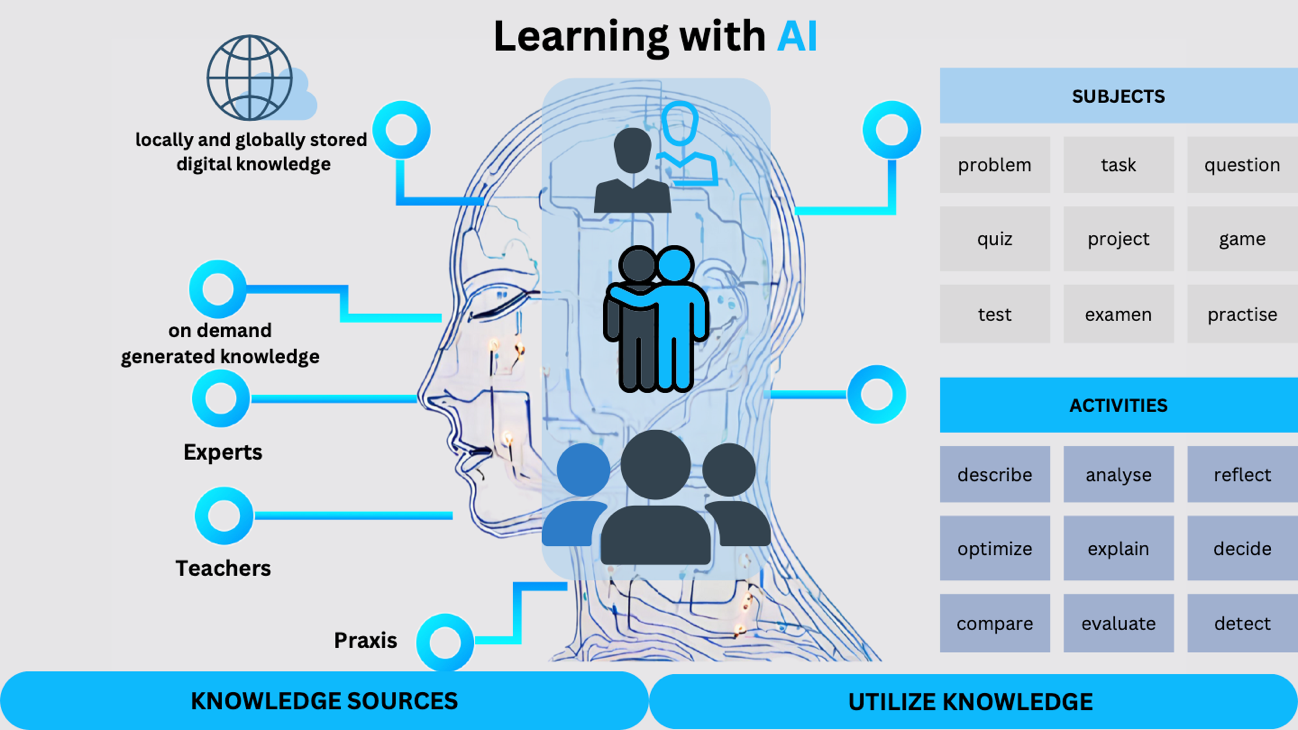 Learning with AI
locally and globally stored
digital knowledge
on demand
generated knowledge
Experts
Teachers
Praxis
KNOWLEDGE SOURCES
SUBJECTS
problem task question
quiz project game
test examen practise
ACTIVITIES
describe analyse reflect
optimize explain decide
compare evaluate detect
UTILIZE KNOWLEDGE